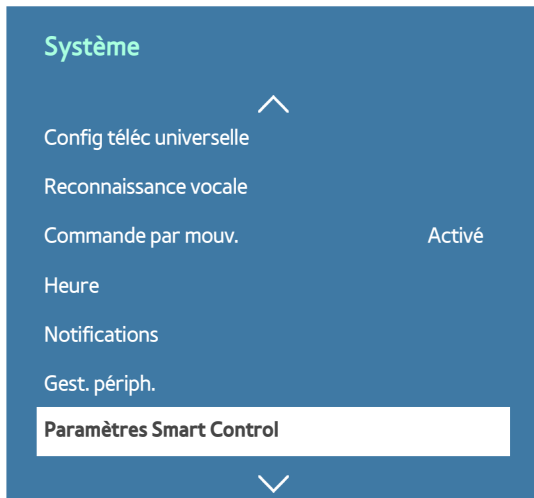 Système
Config téléc universelle
Reconnaissance vocale
Commande par mouv. Activé
Heure
Notifications
Gest. périph.
Paramètres Smart Control